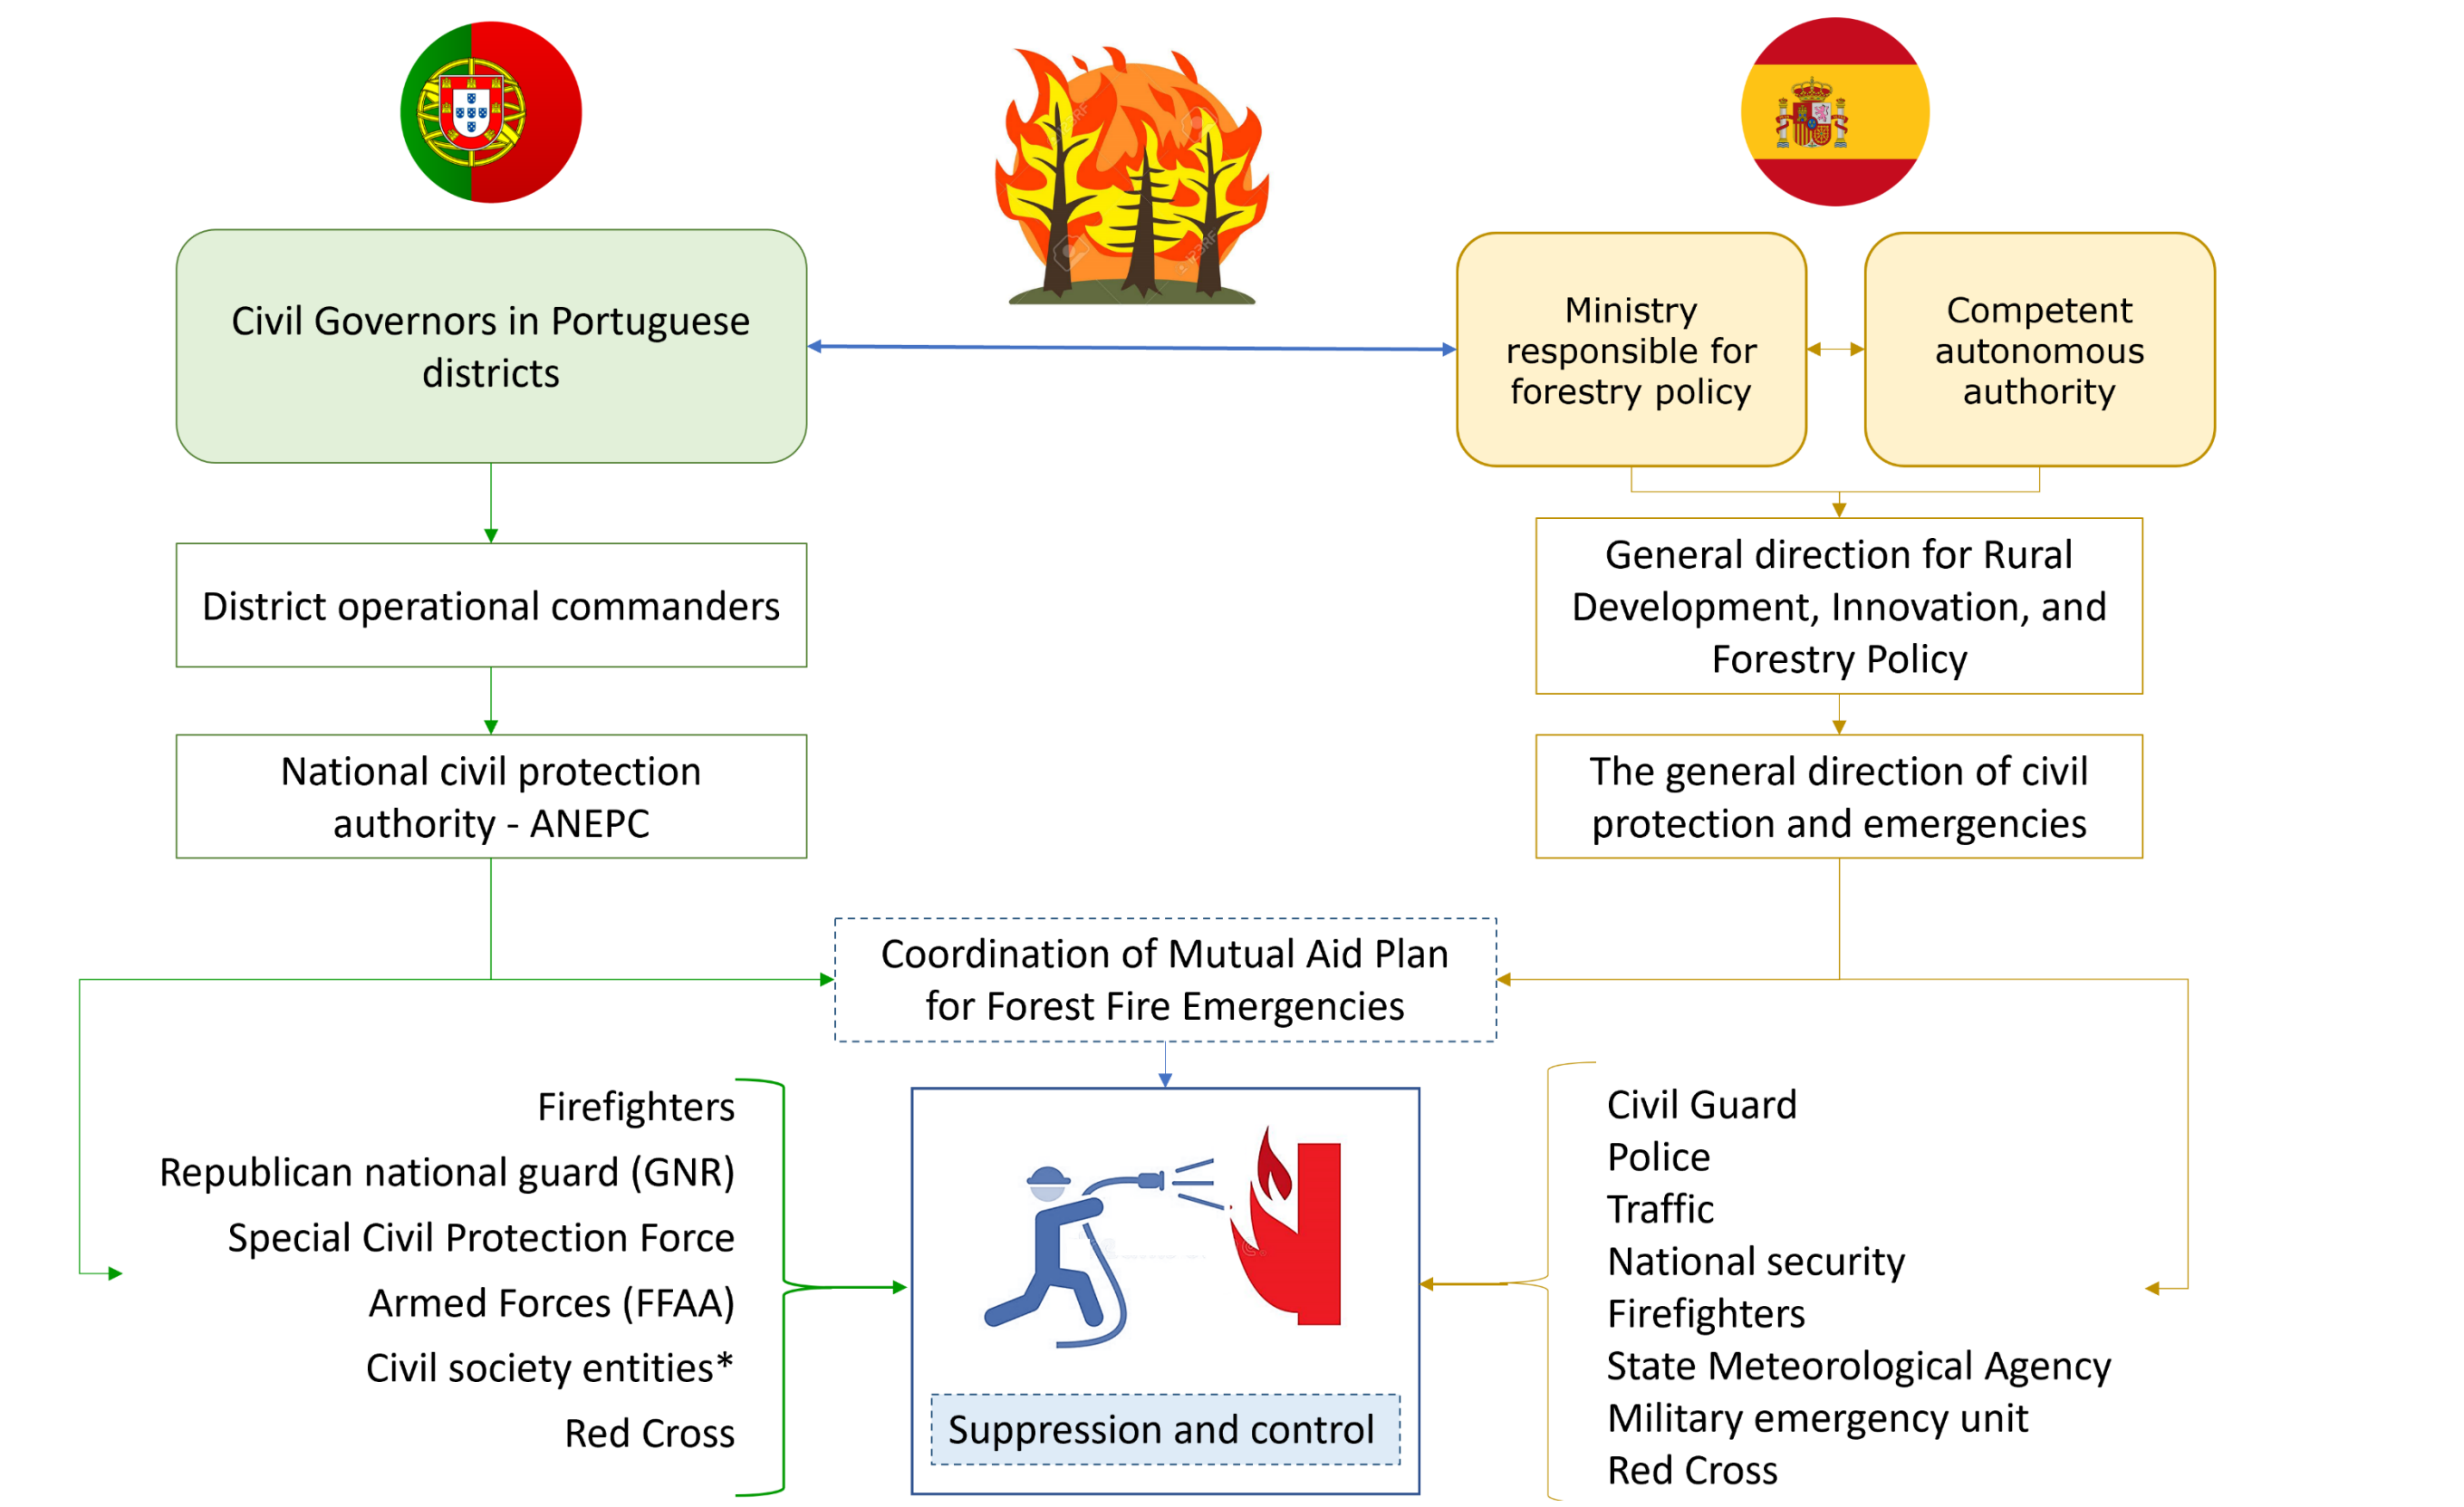 Civil Governors in Portuguese
districts
Ministry
responsible for
forestry policy
Competent
autonomous
authority
District operational commanders
General direction for Rural
Development, Innovation, and
Forestry Policy
National civil protection
authority - ANEPC
The general direction of civil
protection and emergencies
Coordination of Mutual Aid Plan
for Forest Fire Emergencies
Firefighters
Republican national guard (GNR)
Special Civil Protection Force
Armed Forces (FFAA)
Civil society entities*
Red Cross
Suppression and control
Civil Guard
Police
Traffic
National security
Firefighters
State Meteorological Agency
Military emergency unit
Red Cross
123RF
123RF